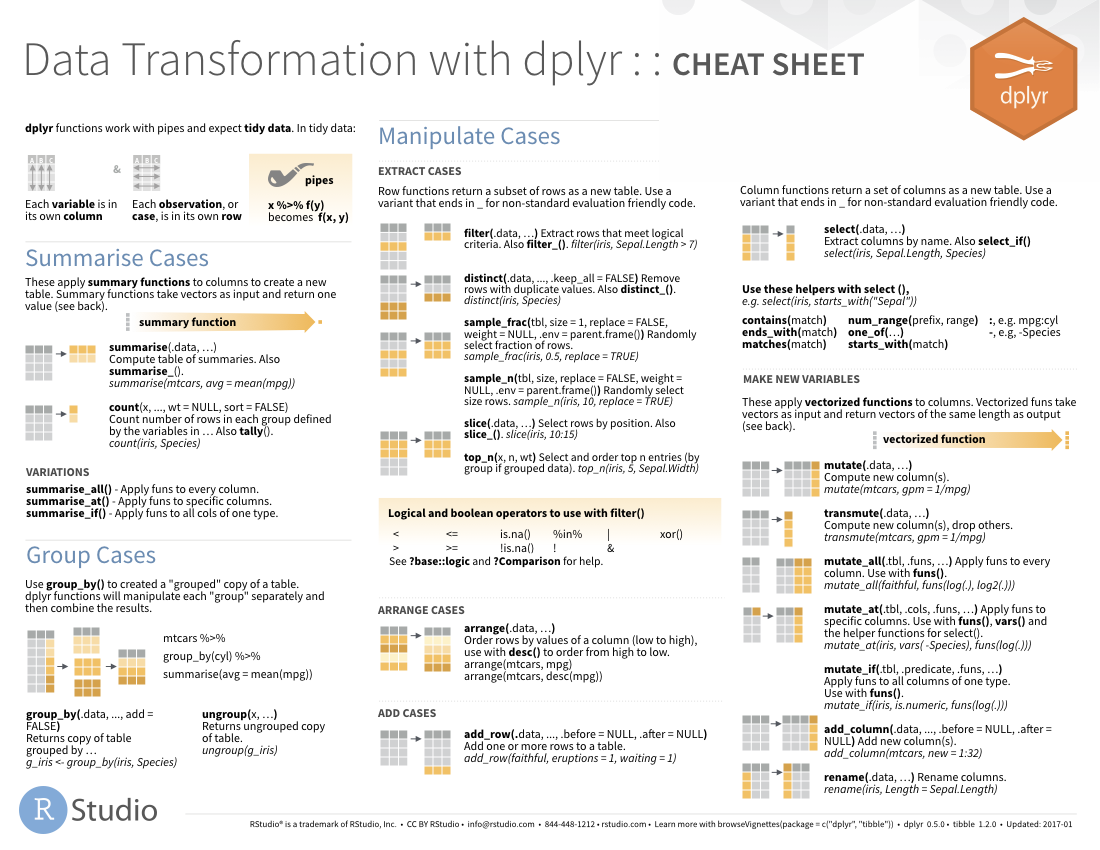 Data Transformation with dplyr : : CHEAT SHEET
dplyr
dplyr functions work with pipes and expect tidy data. In tidy data:
A B C
&
A B C
pipes
Each variable is in
its own column
Each observation, or
case, is in its own row
x %>% f(y)
becomes f(x, y)
Summarise Cases
These apply summary functions to columns to create a new
table. Summary functions take vectors as input and return one
value (see back).
summary function
summarise(.data, …)
Compute table of summaries. Also
summarise_().
summarise(mtcars, avg = mean(mpg))
count(x, ..., wt = NULL, sort = FALSE)
Count number of rows in each group defined
by the variables in … Also tally().
count(iris, Species)
VARIATIONS
summarise_all() - Apply funs to every column.
summarise_at() - Apply funs to specific columns.
summarise_if() - Apply funs to all cols of one type.
Group Cases
Use group_by() to created a "grouped" copy of a table.
dplyr functions will manipulate each "group" separately and
then combine the results.
mtcars %>%
group_by(cyl) %>%
summarise(avg = mean(mpg))
group_by(.data, ..., add =
FALSE)
Returns copy of table
grouped by …
g_iris <- group_by(iris, Species)
ungroup(x, …)
Returns ungrouped copy
of table.
ungroup(g_iris)
Manipulate Cases
EXTRACT CASES
Row functions return a subset of rows as a new table. Use a
variant that ends in _ for non-standard evaluation friendly code.
filter(.data, …) Extract rows that meet logical
criteria. Also filter_(). filter(iris, Sepal.Length > 7)
distinct(.data, ..., .keep_all = FALSE) Remove
rows with duplicate values. Also distinct_().
distinct(iris, Species)
sample_frac(tbl, size = 1, replace = FALSE,
weight = NULL, .env = parent.frame()) Randomly
select fraction of rows.
sample_frac(iris, 0.5, replace = TRUE)
sample_n(tbl, size, replace = FALSE, weight =
NULL, .env = parent.frame()) Randomly select
size rows. sample_n(iris, 10, replace = TRUE)
slice(.data, …) Select rows by position. Also
slice_(). slice(iris, 10:15)
top_n(x, n, wt) Select and order top n entries (by
group if grouped data). top_n(iris, 5, Sepal.Width)
Logical and boolean operators to use with filter()
< <= is.na() %in% | xor()
> >= !is.na() ! &
See ?base::logic and ?Comparison for help.
ARRANGE CASES
arrange(.data, …)
Order rows by values of a column (low to high),
use with desc() to order from high to low.
arrange(mtcars, mpg)
arrange(mtcars, desc(mpg))
ADD CASES
add_row(.data, ..., .before = NULL, .after = NULL)
Add one or more rows to a table.
add_row(faithful, eruptions = 1, waiting = 1)
Column functions return a set of columns as a new table. Use a
variant that ends in _ for non-standard evaluation friendly code.
select(.data, …)
Extract columns by name. Also select_if()
select(iris, Sepal.Length, Species)
Use these helpers with select (),
e.g. select(iris, starts_with("Sepal"))
contains(match) num_range(prefix, range) :, e.g. mpg:cyl
ends_with(match) one_of(…) -, e.g, -Species
matches(match) starts_with(match)
MAKE NEW VARIABLES
These apply vectorized functions to columns. Vectorized funs take
vectors as input and return vectors of the same length as output
(see back).
vectorized function
mutate(.data, …)
Compute new column(s).
mutate(mtcars, gpm = 1/mpg)
transmute(.data, …)
Compute new column(s), drop others.
transmute(mtcars, gpm = 1/mpg)
mutate_all(.tbl, .funs, …) Apply funs to every
column. Use with funs().
mutate_all(faithful, funs(log(.), log2(.)))
mutate_at(.tbl, .cols, .funs, …) Apply funs to
specific columns. Use with funs(), vars() and
the helper functions for select().
mutate_at(iris, vars( -Species), funs(log(.)))
mutate_if(.tbl, .predicate, .funs, …)
Apply funs to all columns of one type.
Use with funs().
mutate_if(iris, is.numeric, funs(log(.)))
add_column(.data, ..., .before = NULL, .after =
NULL) Add new column(s).
add_column(mtcars, new = 1:32)
rename(.data, …) Rename columns.
rename(iris, Length = Sepal.Length)
R Studio
RStudio® is a trademark of RStudio, Inc. • CC BY RStudio • info@rstudio.com • 844-448-1212 • rstudio.com • Learn more with browseVignettes(package = c("dplyr", "tibble")) • dplyr 0.5.0 • tibble 1.2.0 • Updated: 2017-01